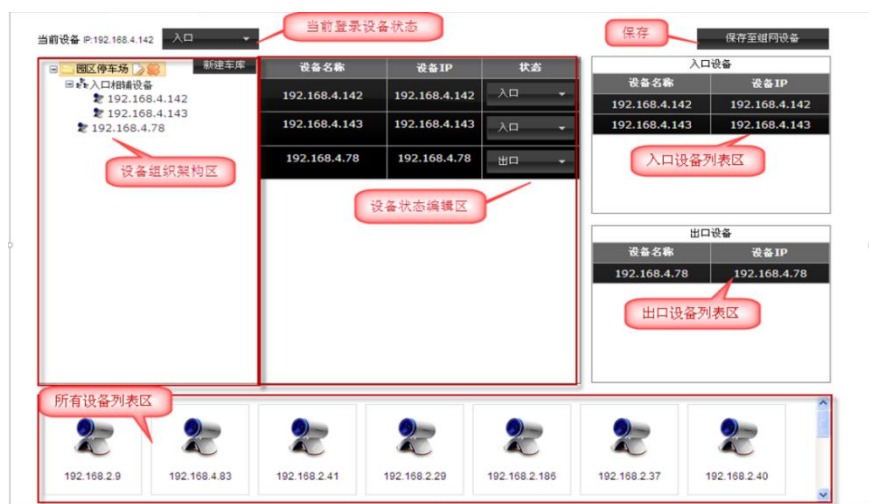 当前登录设备状态
当前设备 IP:192.168.4.142 入口
保存
保存至组网设备
园区停车场 新建车库
入口相辅设备
192.168.4.142
192.168.4.143
192.168.4.78
设备组织架构区
设备名称 设备IP 状态
192.168.4.142 192.168.4.142 入口
192.168.4.143 192.168.4.143 入口
192.168.4.78 192.168.4.78 出口
设备状态编辑区
入口设备
设备名称 设备IP
192.168.4.142 192.168.4.142
192.168.4.143 192.168.4.143
入口设备列表区
出口设备
设备名称 设备IP
192.168.4.78 192.168.4.78
出口设备列表区
所有设备列表区
192.168.2.9 192.168.4.83 192.168.2.41 192.168.2.29 192.168.2.186 192.168.2.37 192.168.2.40